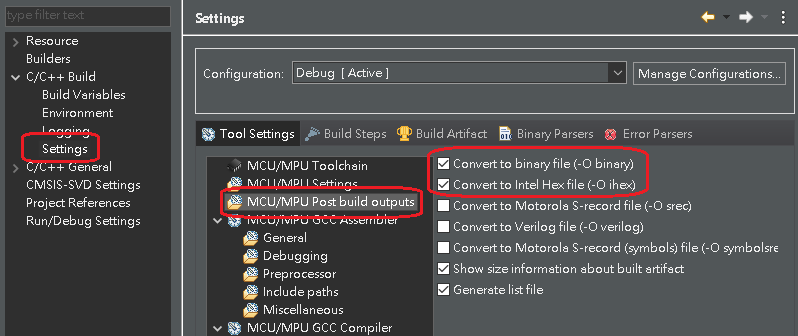 type filter text
Resource
Builders
C/C++ Build
Build Variables
Environment
Logging
Settings
C/C++ General
CMSIS-SVD Settings
Project References
Run/Debug Settings
Settings
Configuration:
Debug [ Active ]
Manage Configurations...
Tool Settings
Build Steps
Build Artifact
Binary Parsers
Error Parsers
MCU/MPU Toolchain
MCU/MPU Settings
MCU/MPU Post build outputs
MCU/MPU GCC Assembler
General
Debugging
Preprocessor
Include paths
Miscellaneous
MCU/MPU GCC Compiler
Convert to binary file (-O binary)
Convert to Intel Hex file (-O ihex)
Convert to Motorola S-record file (-O srec)
Convert to Verilog file (-O verilog)
Convert to Motorola S-record (symbols) file (-O symbolsre
Show size information about built artifact
Generate list file